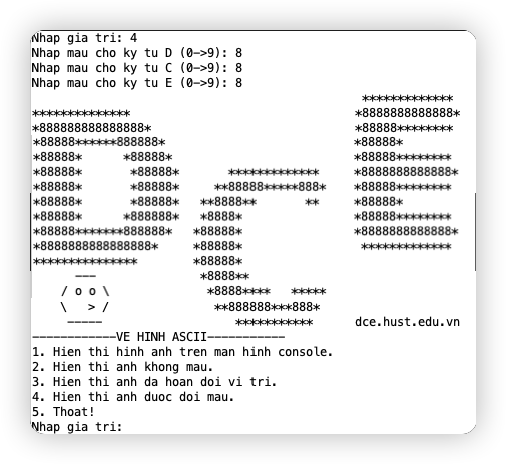 Nhap gia tri: 4
Nhap mau cho ky tu D (0->9): 8
Nhap mau cho ky tu C (0->9): 8
Nhap mau cho ky tu E (0->9): 8
                                               *************
**************                                *8888888888888*
*888888888888888*                             *88888********
*88888******888888*                           *88888*
*88888*      *88888*                          *88888********
*88888*       *88888*       *************     *8888888888888*
*88888*       *88888*     **88888*****888*    *88888********
*88888*       *88888*   **8888**       **     *88888*
*88888*      *888888*   *8888*                *88888********
*88888*******888888*   *88888*                *8888888888888*
*8888888888888888*     *88888*                 *************
***************        *88888*
      ---               *8888**
    / o o \              *8888****   *****
    \   > /               **888888***888*
     -----                   ***********      dce.hust.edu.vn
------------VE HINH ASCII-----------
1. Hien thi hinh anh tren man hinh console.
2. Hien thi anh khong mau.
3. Hien thi anh da hoan doi vi tri.
4. Hien thi anh duoc doi mau.
5. Thoat!
Nhap gia tri: